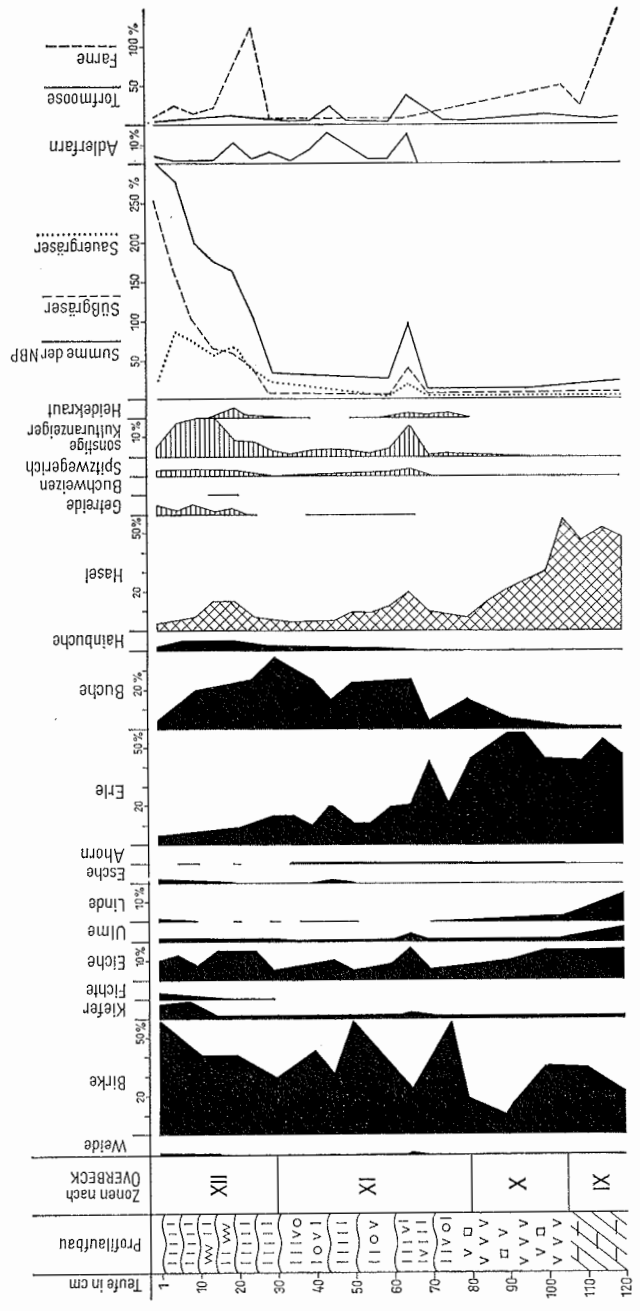 Teufe in cm
1
10
20
30
40
50
60
70
80
90
100
110
120
Profilaufbau
Zonen nach
OVERBECK
XII
XI
X
IX
Weide
Birke
20
50%
Kiefer
Fichte
Eiche
10%
Ulme
Linde
10%
Esche
Ahorn
Erle
20
50%
Buche
20%
Hainbuche
Hasel
20
50%
Getreide
Buchweizen
Spitzwegerich
sonstige
Kulturanzeiger
10%
Heidekraut
Summe der NBP
Süßgräser
Sauergräser
50
100
150
200
250%
Adlerfarn
10%
Torfmoose
Farne
50
100%